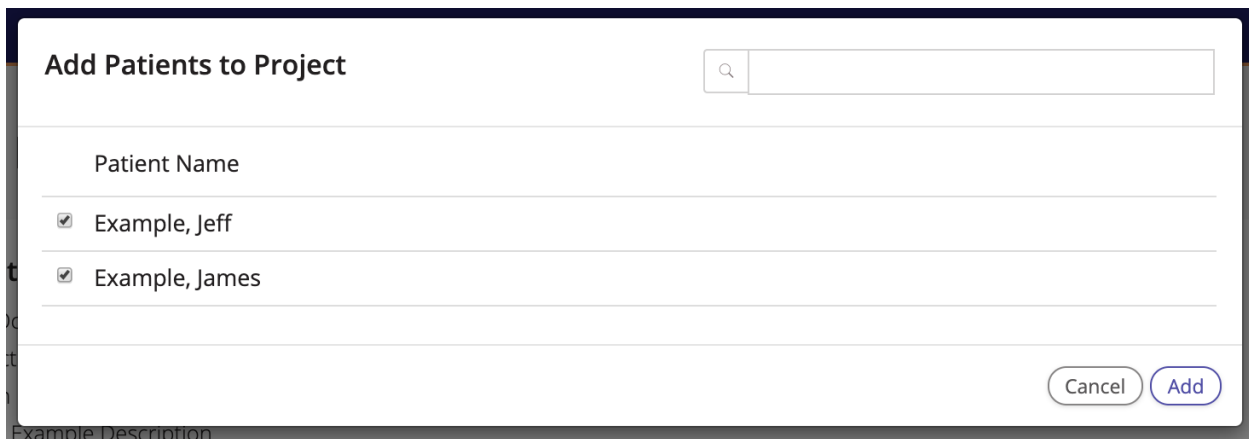 Add Patients to Project
Patient Name
Example, Jeff
Example, James
Cancel Add
Example Description